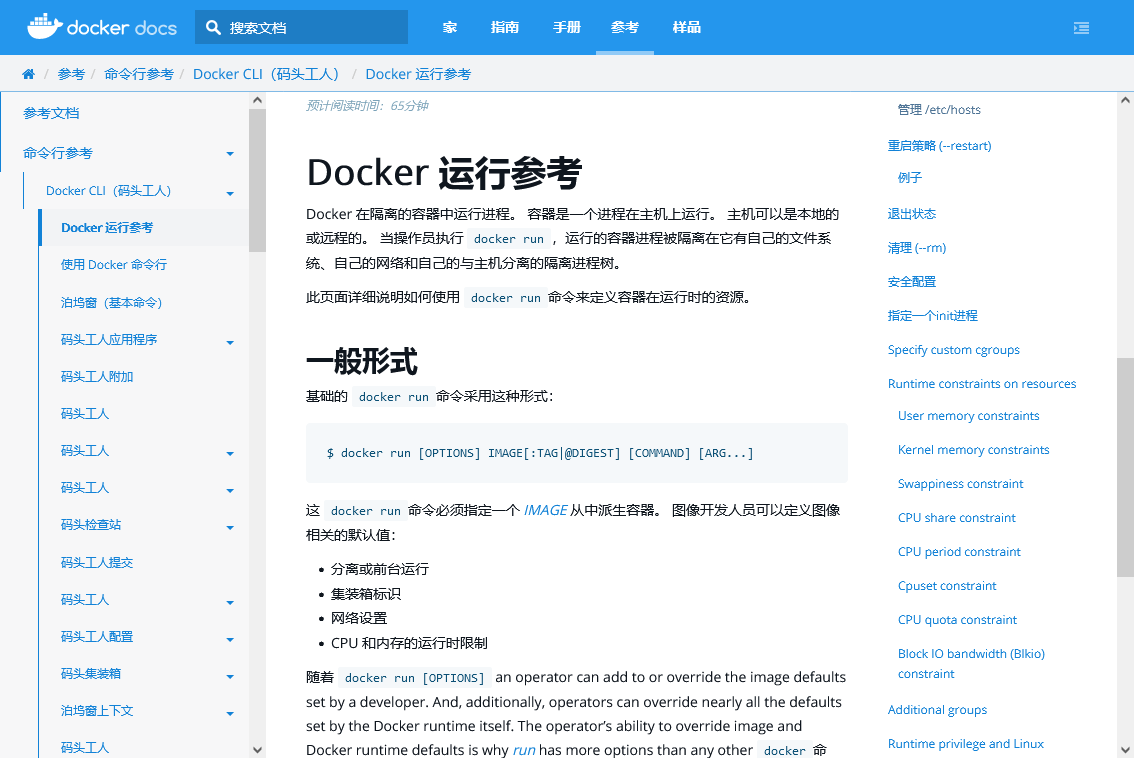 docker docs
搜索文档
家 指南 手册 参考 样品
参考 / 命令行参考 / Docker CLI（码头工人） / Docker 运行参考
参考文档
命令行参考
Docker CLI（码头工人）
Docker 运行参考
使用 Docker 命令行
泊坞窗（基本命令）
码头工人应用程序
码头工人附加
码头工人
码头工人
码头工人
码头检查站
码头工人提交
码头工人
码头工人配置
码头集装箱
泊坞窗上下文
码头工人
预计阅读时间：65分钟
Docker 运行参考
Docker 在隔离的容器中运行进程。 容器是一个进程在主机上运行。 主机可以是本地的
或远程的。 当操作员执行 docker run ，运行的容器进程被隔离在它有自己的文件系
统、自己的网络和自己的与主机分离的隔离进程树。
此页面详细说明如何使用 docker run 命令来定义容器在运行时的资源。
一般形式
基础的 docker run 命令采用这种形式：
$ docker run [OPTIONS] IMAGE[:TAG|@DIGEST] [COMMAND] [ARG...]
这 docker run 命令必须指定一个 IMAGE 从中派生容器。 图像开发人员可以定义图像
相关的默认值：
• 分离或前台运行
• 集装箱标识
• 网络设置
• CPU 和内存的运行时限制
随着 docker run [OPTIONS] an operator can add to or override the image defaults
set by a developer. And, additionally, operators can override nearly all the defaults
set by the Docker runtime itself. The operator’s ability to override image and
Docker runtime defaults is why run has more options than any other docker 命
管理 /etc/hosts
重启策略 (--restart)
例子
退出状态
清理 (--rm)
安全配置
指定一个init进程
Specify custom cgroups
Runtime constraints on resources
User memory constraints
Kernel memory constraints
Swappiness constraint
CPU share constraint
CPU period constraint
Cpuset constraint
CPU quota constraint
Block IO bandwidth (Blkio)
constraint
Additional groups
Runtime privilege and Linux